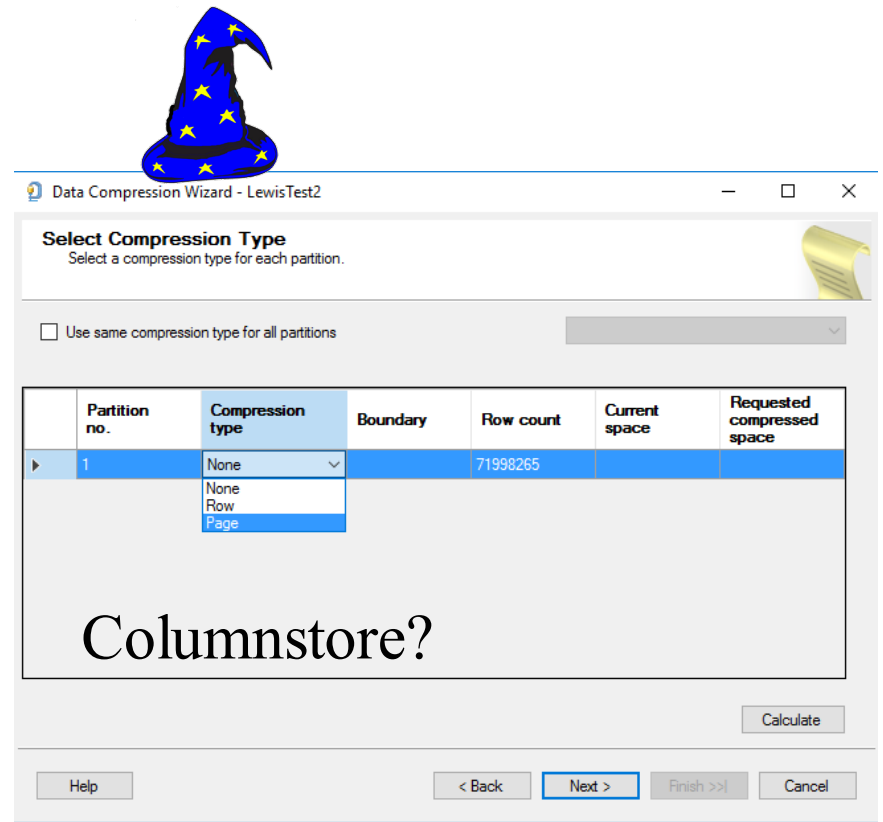 Data Compression Wizard - LewisTest2
Select Compression Type
Select a compression type for each partition.
Use same compression type for all partitions
Partition no.
Compression type
Boundary
Row count
Current space
Requested compressed space
1
None
71998265
None
Row
Page
Columnstore?
Calculate
Help
< Back
Next >
Finish >>|
Cancel